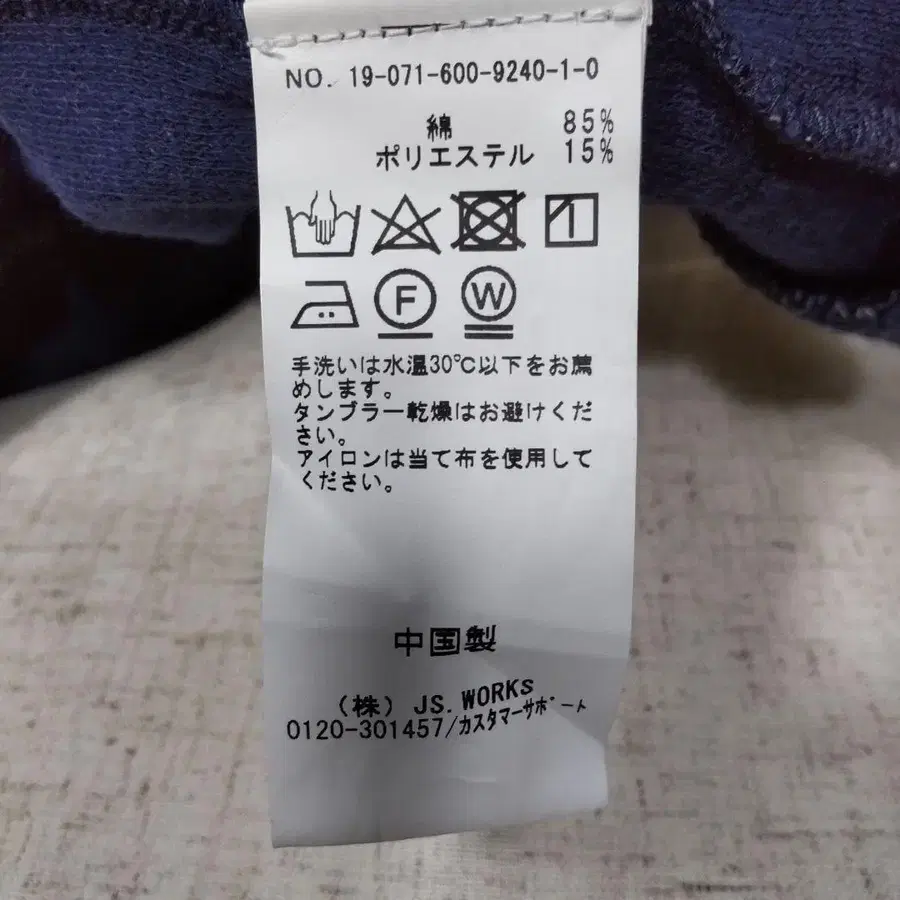 NO. 19-071-600-9240-1-0
綿 85%
ポリエステル 15%
F W
手洗いは水温30℃以下をお薦
めします。
タンブラー乾燥はお避けくだ
さい。
アイロンは当て布を使用して
ください。
中国製
（株）JS.WORKS
0120-301457/カスタマーサポート